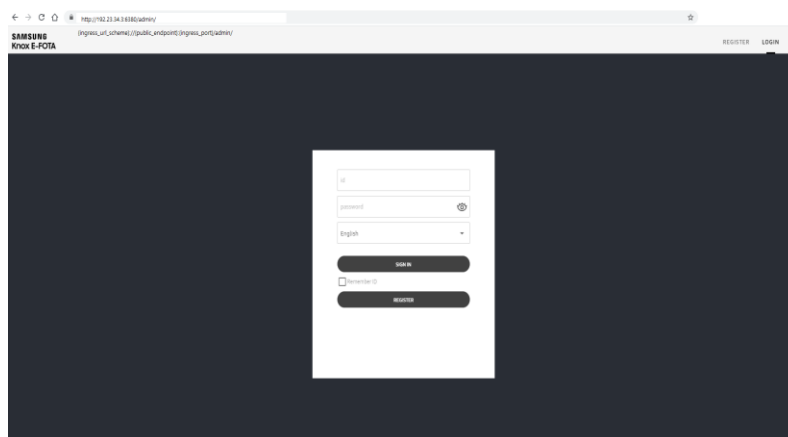 http://192.23.34.3:6380/admin/
SAMSUNG
Knox E-FOTA
{ingress_url_scheme}://{public_endpoint}:{ingress_port}/admin/
REGISTER LOGIN
id
password
English
SIGN IN
Remember ID
REGISTER